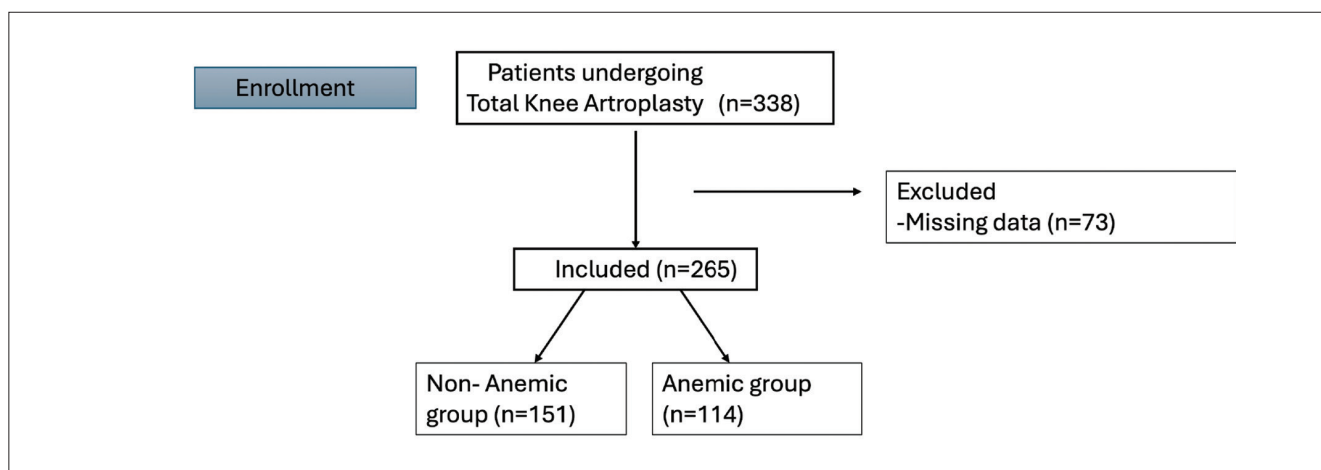 Enrollment
Patients undergoing
Total Knee Artroplasty (n=338)
Excluded
-Missing data (n=73)
Included (n=265)
Non- Anemic
group (n=151)
Anemic group
(n=114)